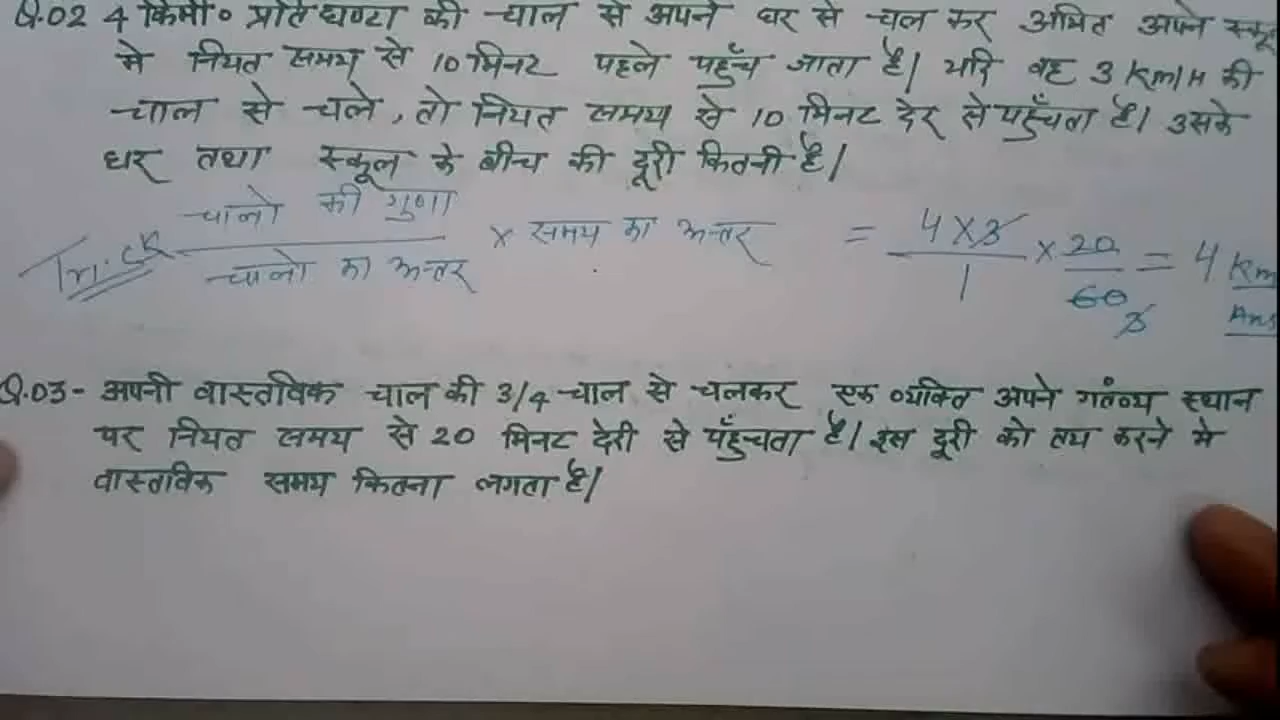 Q.02 4 किमी० प्रति घण्टा की चाल से अपने घर से चल कर अमित अपने स्कूल
मे नियत समय से 10 मिनट पहले पहुँच जाता है। यदि वह 3 Km/H की
चाल से चले, तो नियत समय से 10 मिनट देर से पहुँचता है। उसके
घर तथा स्कूल के बीच की दूरी कितनी है।
Trick चालो की गुणा / चालो का अन्तर × समय का अन्तर = 4×3/1 × 20/60 3 = 4 Km
Ans
Q.03- अपनी वास्तविक चाल की 3/4 चाल से चलकर एक व्यक्ति अपने गतंव्य स्थान
पर नियत समय से 20 मिनट देरी से पहुँचता है। इस दूरी को तय करने मे
वास्तविक समय कितना लगता है।